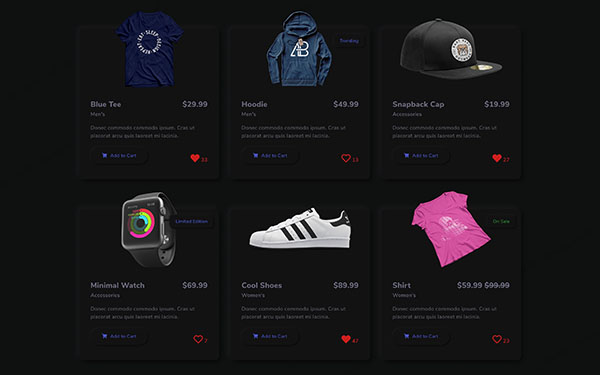 EAT·SLEEP·DESIGN·REPEAT
AB
Trending
Blue Tee $29.99
Men's
Donec commodo commodo ipsum. Cras ut
placerat arcu quis laoreet mi lacinia.
Add to Cart 33
Hoodie $49.99
Men's
Donec commodo commodo ipsum. Cras ut
placerat arcu quis laoreet mi lacinia.
Add to Cart 13
Snapback Cap $19.99
Accessories
Donec commodo commodo ipsum. Cras ut
placerat arcu quis laoreet mi lacinia.
Add to Cart 27
Limited Edition
Minimal Watch $69.99
Accessories
Donec commodo commodo ipsum. Cras ut
placerat arcu quis laoreet mi lacinia.
Add to Cart 7
Cool Shoes $89.99
Women's
Donec commodo commodo ipsum. Cras ut
placerat arcu quis laoreet mi lacinia.
Add to Cart 47
On Sale
Shirt $59.99 $99.99
Women's
Donec commodo commodo ipsum. Cras ut
placerat arcu quis laoreet mi lacinia.
Add to Cart 23